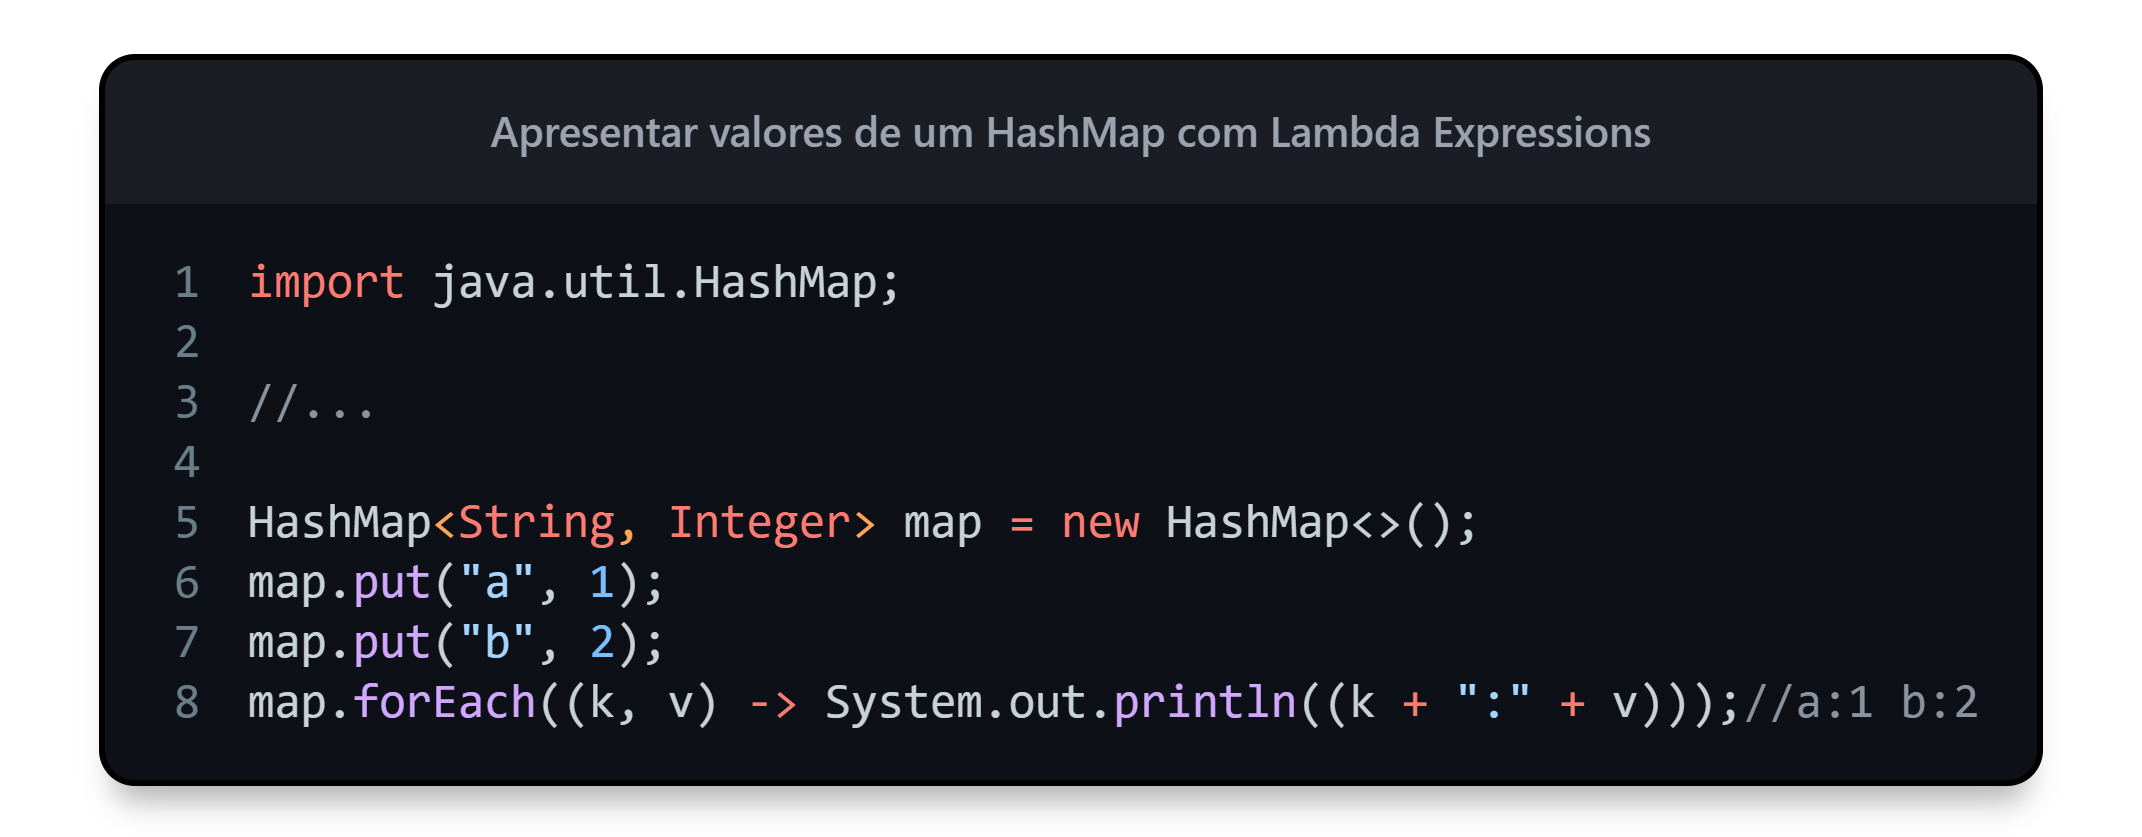 Apresentar valores de um HashMap com Lambda Expressions
1 import java.util.HashMap;
2
3 //...
4
5 HashMap<String, Integer> map = new HashMap<>();
6 map.put("a", 1);
7 map.put("b", 2);
8 map.forEach((k, v) -> System.out.println((k + ":" + v)));//a:1 b:2